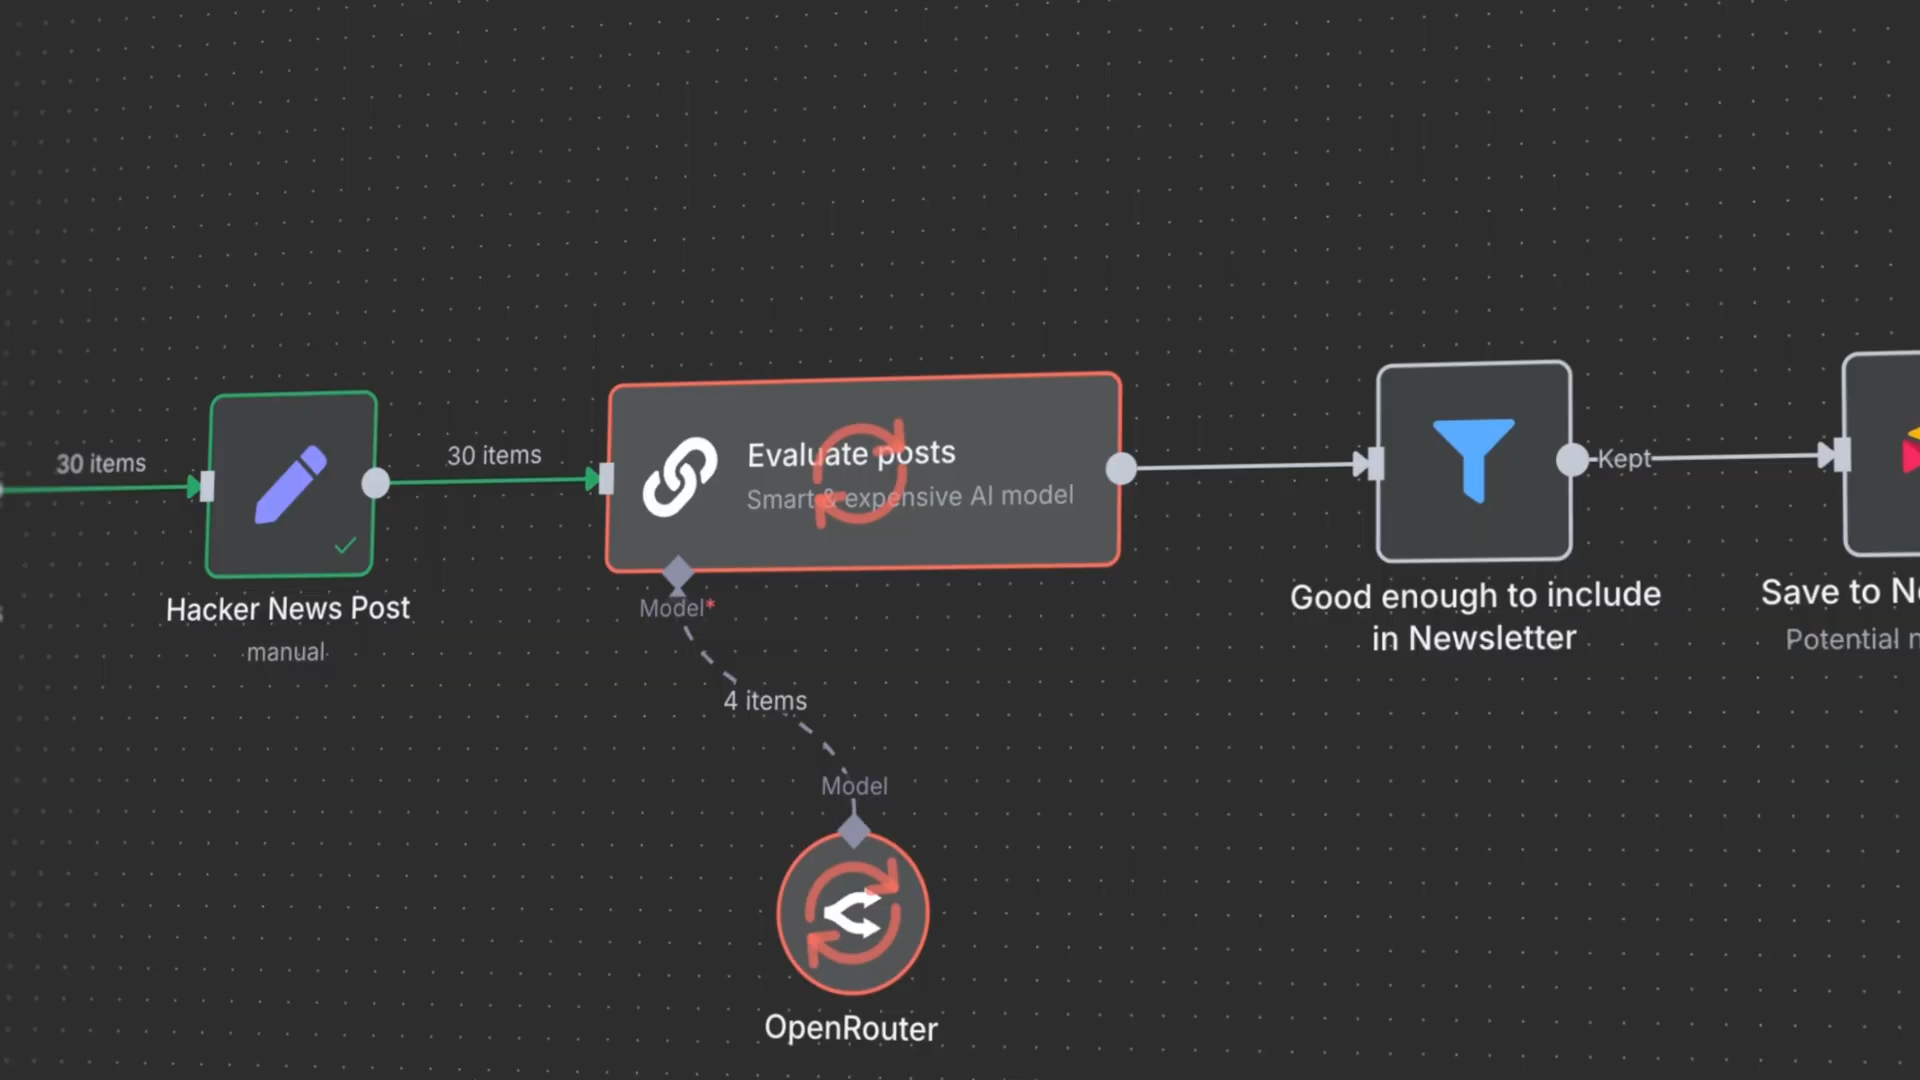 30 items
30 items
Evaluate posts
Smart & expensive AI model
Kept
Hacker News Post
manual
Model*
Good enough to include
in Newsletter
Save to
Potential
4 items
Model
OpenRouter